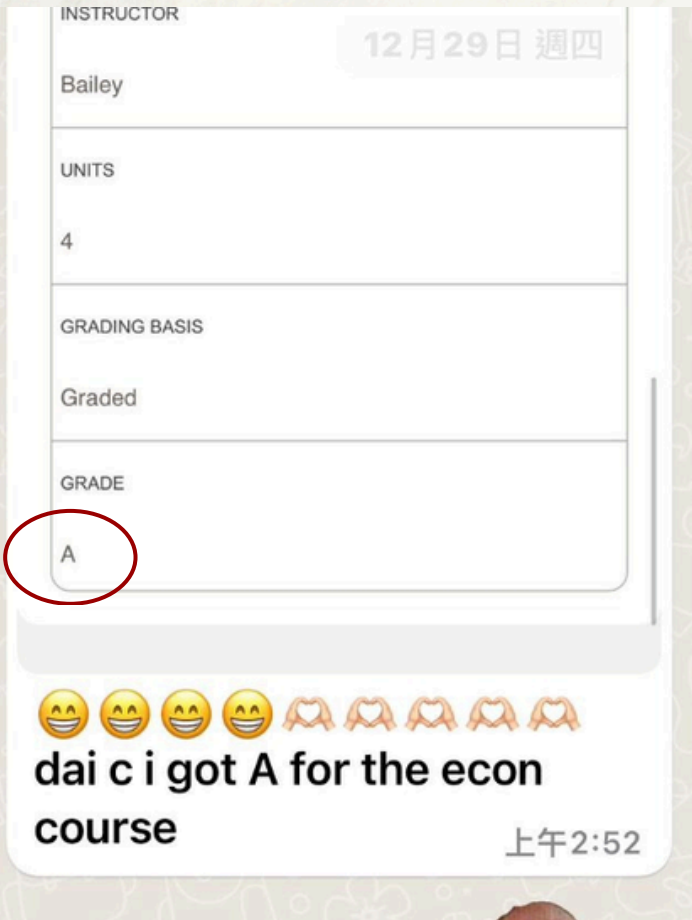 INSTRUCTOR
12月29日 週四
Bailey
UNITS
4
GRADING BASIS
Graded
GRADE
A
😁😁😁😁🫶🏻🫶🏻🫶🏻🫶🏻🫶🏻
dai c i got A for the econ
course
上午2:52